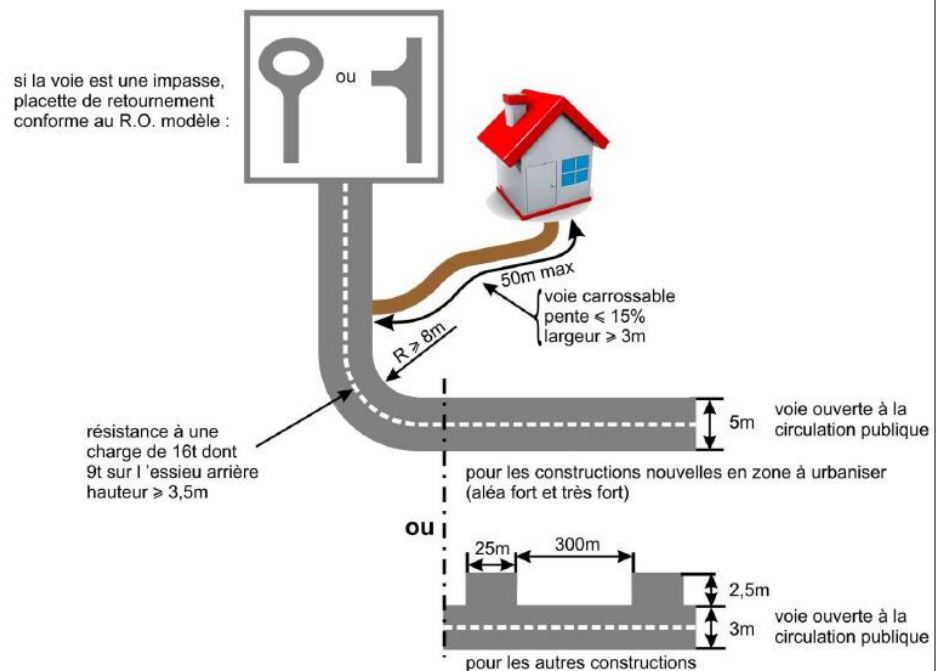 si la voie est une impasse,
placette de retournement
conforme au R.O. modèle :
ou
50m max
voie carrossable
pente ⩽ 15%
largeur ⩾ 3m
R ⩾ 8m
résistance à une
charge de 16t dont
9t sur l 'essieu arrière
hauteur ⩾ 3,5m
5m
voie ouverte à la
circulation publique
pour les constructions nouvelles en zone à urbaniser
(aléa fort et très fort)
ou
25m
300m
2,5m
3m
voie ouverte à la
circulation publique
pour les autres constructions